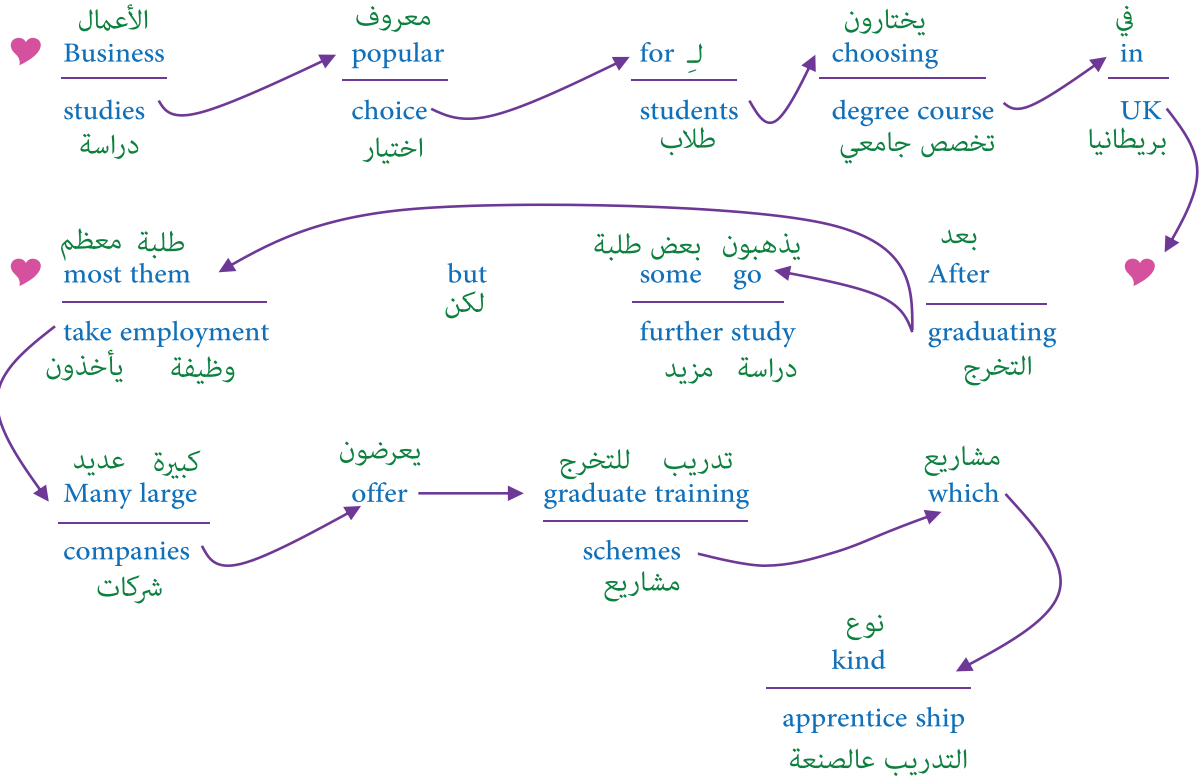 الأعمال معروف يختارون في
Business popular for لـِ choosing in
studies choice students degree course UK
دراسة اختيار طلاب تخصص جامعي بريطانيا
طلبة معظم يذهبون بعض طلبة بعد
most them but some go After
لكن
take employment further study graduating
وظيفة يأخذون دراسة مزيد التخرج
كبيرة عديد يعرضون تدريب للتخرج مشاريع
Many large offer graduate training which
companies schemes
شركات مشاريع
نوع
kind
apprentice ship
التدريب عالصنعة